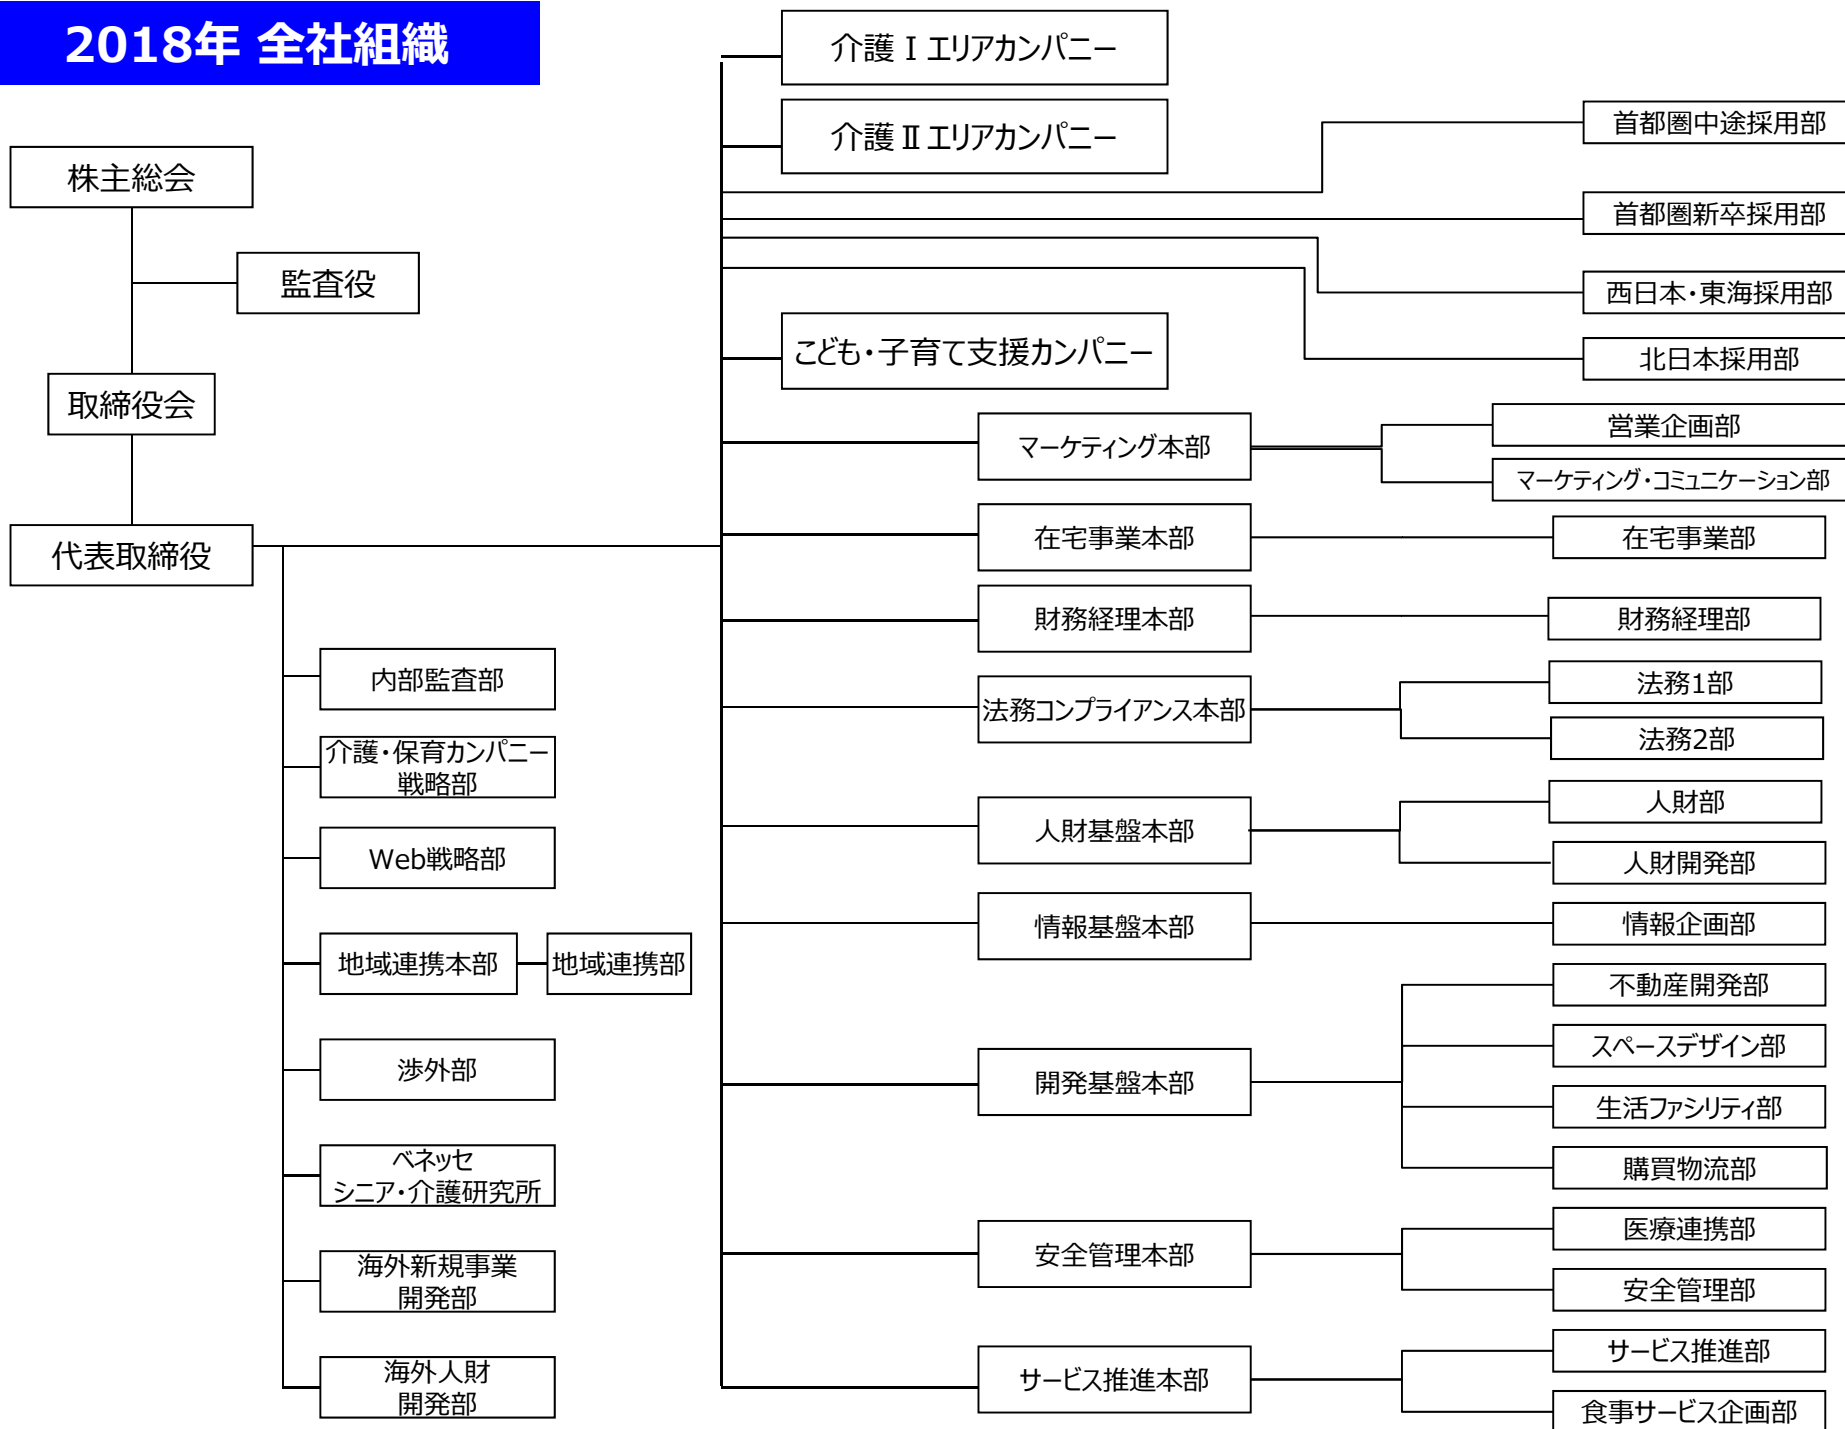 2018年 全社組織
株主総会
監査役
取締役会
代表取締役
内部監査部
介護・保育カンパニー
戦略部
Web戦略部
地域連携本部
地域連携部
渉外部
ベネッセ
シニア・介護研究所
海外新規事業
開発部
海外人財
開発部
介護Ⅰエリアカンパニー
介護Ⅱエリアカンパニー
首都圏中途採用部
首都圏新卒採用部
西日本・東海採用部
北日本採用部
こども・子育て支援カンパニー
マーケティング本部
営業企画部
マーケティング・コミュニケーション部
在宅事業本部
在宅事業部
財務経理本部
財務経理部
法務コンプライアンス本部
法務1部
法務2部
人財基盤本部
人財部
人財開発部
情報基盤本部
情報企画部
開発基盤本部
不動産開発部
スペースデザイン部
生活ファシリティ部
購買物流部
安全管理本部
医療連携部
安全管理部
サービス推進本部
サービス推進部
食事サービス企画部